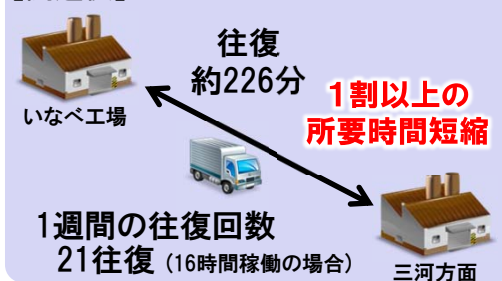 往復
約226分
いなべ工場
1割以上の
所要時間短縮
1週間の往復回数
21往復（16時間稼働の場合）
三河方面